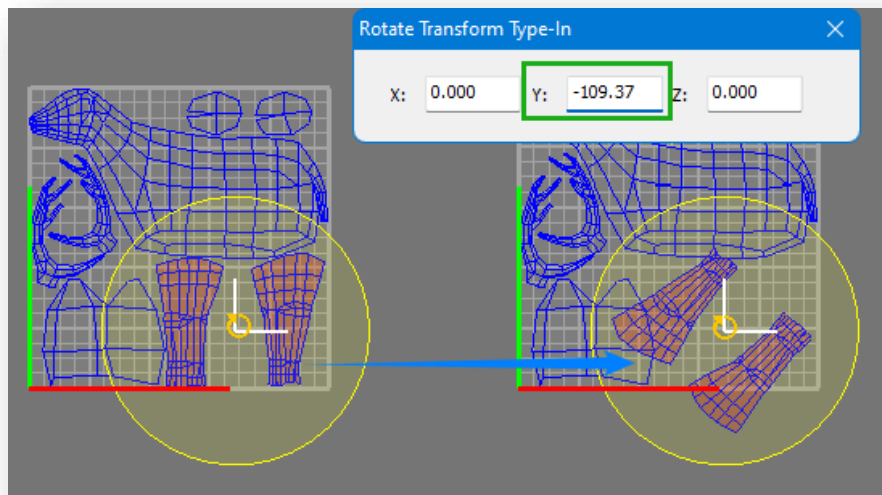 Rotate Transform Type-In
X: 0.000 Y: -109.37 Z: 0.000